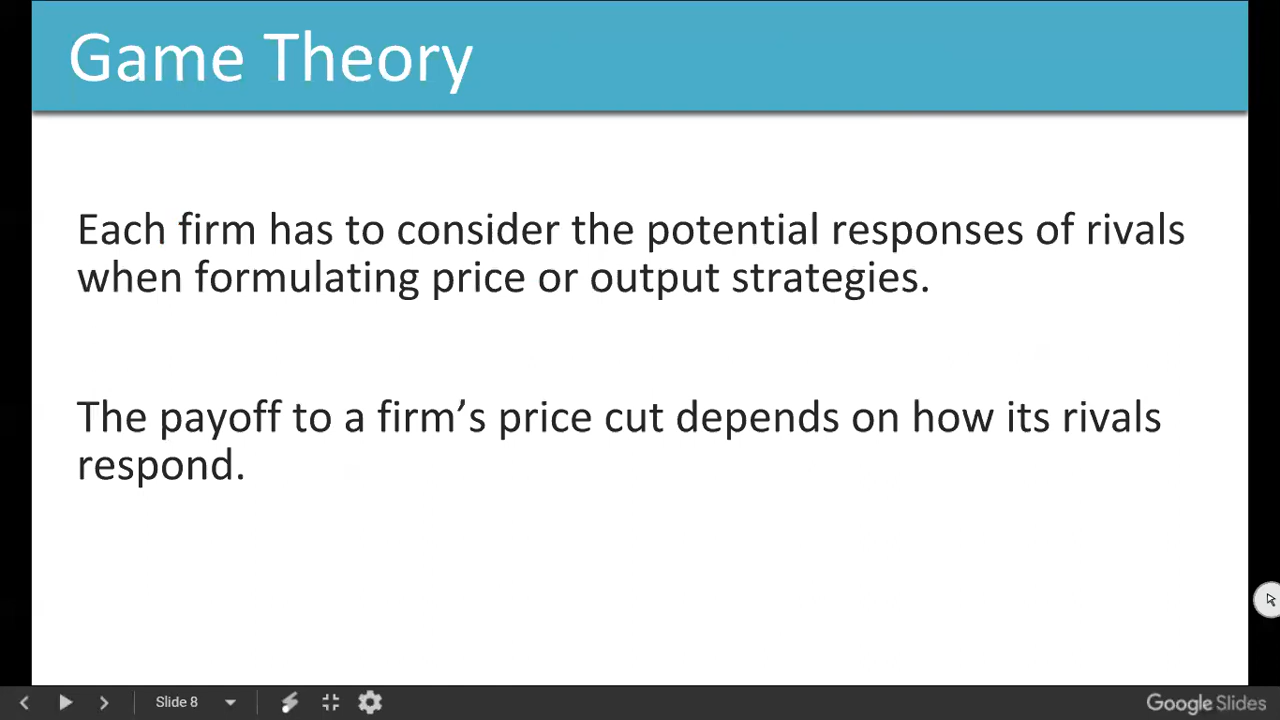 Game Theory
Each firm has to consider the potential responses of rivals
when formulating price or output strategies.
The payoff to a firm’s price cut depends on how its rivals
respond.
Slide 8
Google Slides